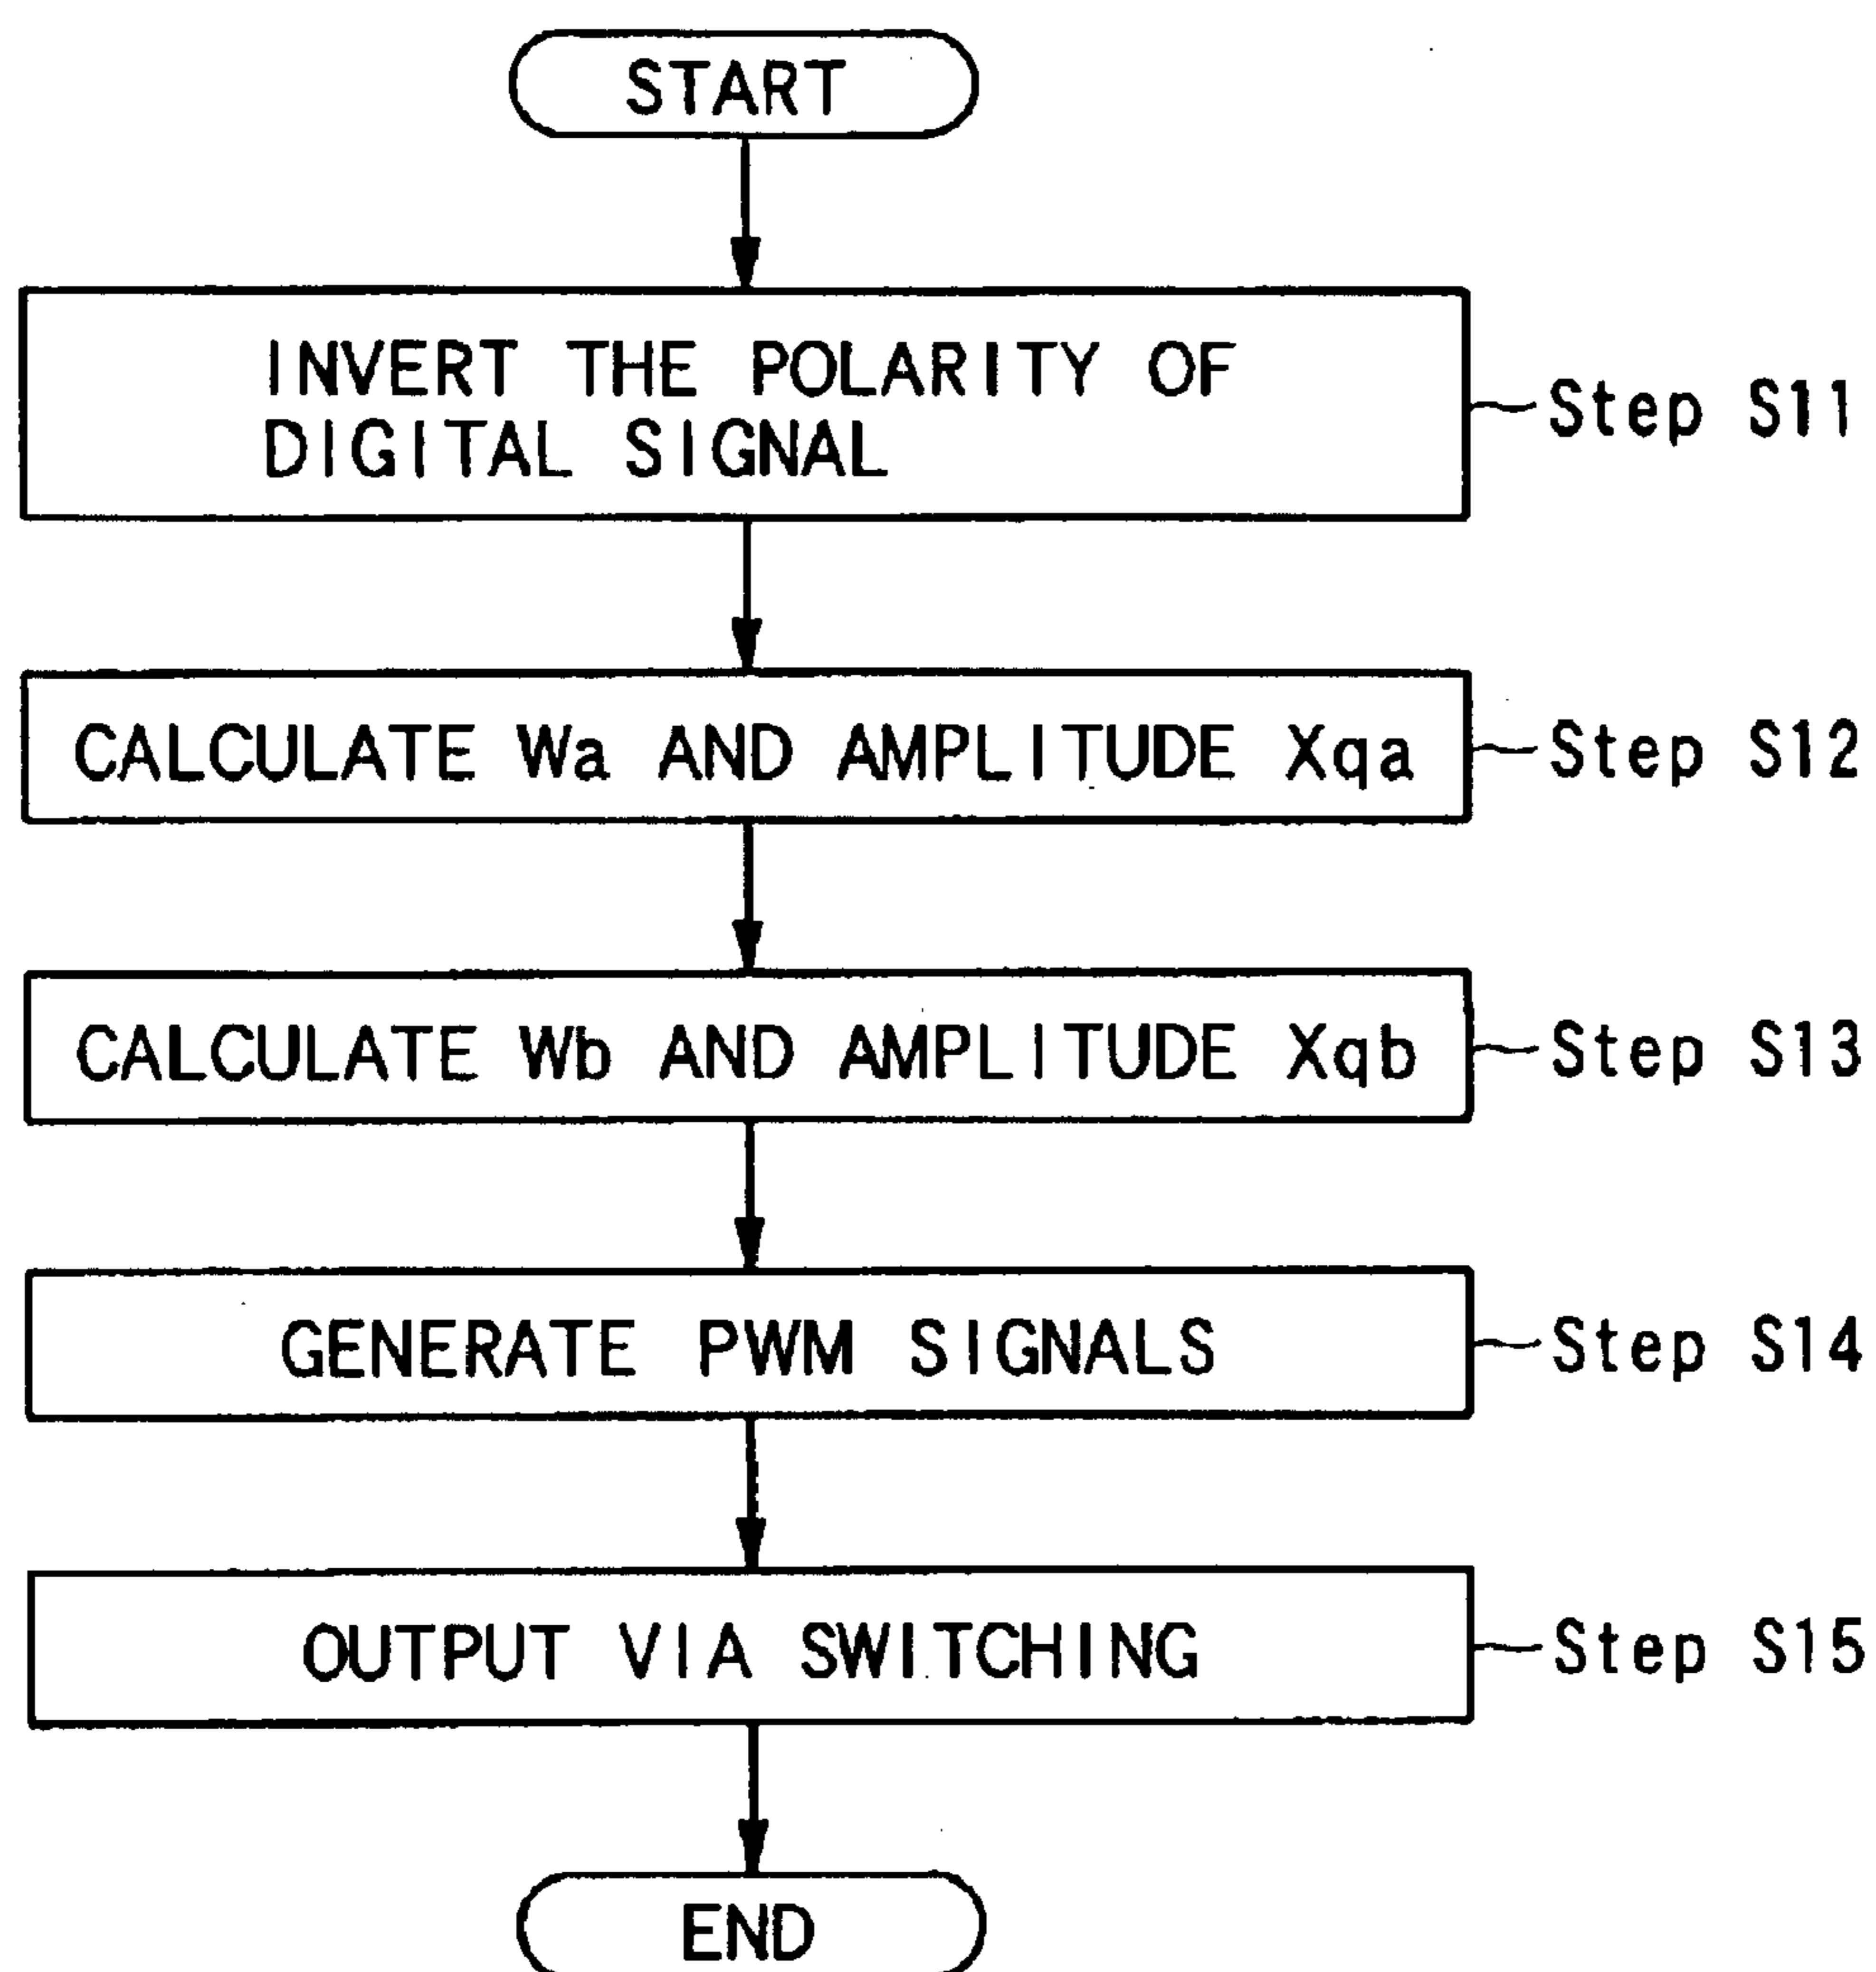 START
INVERT THE POLARITY OF
DIGITAL SIGNAL
Step S11
CALCULATE Wa AND AMPLITUDE Xqa
Step S12
CALCULATE Wb AND AMPLITUDE Xqb
Step S13
GENERATE PWM SIGNALS
Step S14
OUTPUT VIA SWITCHING
Step S15
END